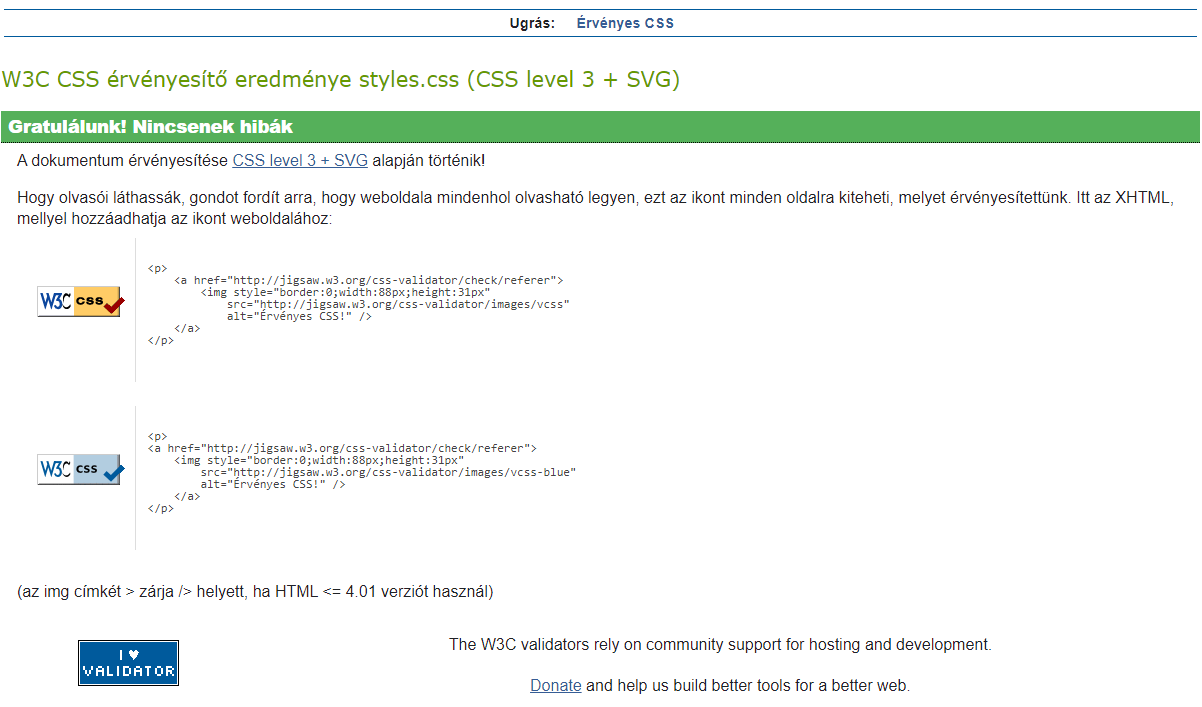 Ugrás: Érvényes CSS
W3C CSS érvényesítő eredménye styles.css (CSS level 3 + SVG)
Gratulálunk! Nincsenek hibák
A dokumentum érvényesítése CSS level 3 + SVG alapján történik!
Hogy olvasói láthassák, gondot fordít arra, hogy weboldala mindenhol olvasható legyen, ezt az ikont minden oldalra kiteheti, melyet érvényesítettünk. Itt az XHTML,
mellyel hozzáadhatja az ikont weboldalához:
W3C css
<p>
<a href="http://jigsaw.w3.org/css-validator/check/referer">
<img style="border:0;width:88px;height:31px"
src="http://jigsaw.w3.org/css-validator/images/vcss"
alt="Érvényes CSS!" />
</a>
</p>
W3C css
<p>
<a href="http://jigsaw.w3.org/css-validator/check/referer">
<img style="border:0;width:88px;height:31px"
src="http://jigsaw.w3.org/css-validator/images/vcss-blue"
alt="Érvényes CSS!" />
</a>
</p>
(az img címkét > zárja /> helyett, ha HTML <= 4.01 verziót használ)
I ♥
VALIDATOR
The W3C validators rely on community support for hosting and development.
Donate and help us build better tools for a better web.